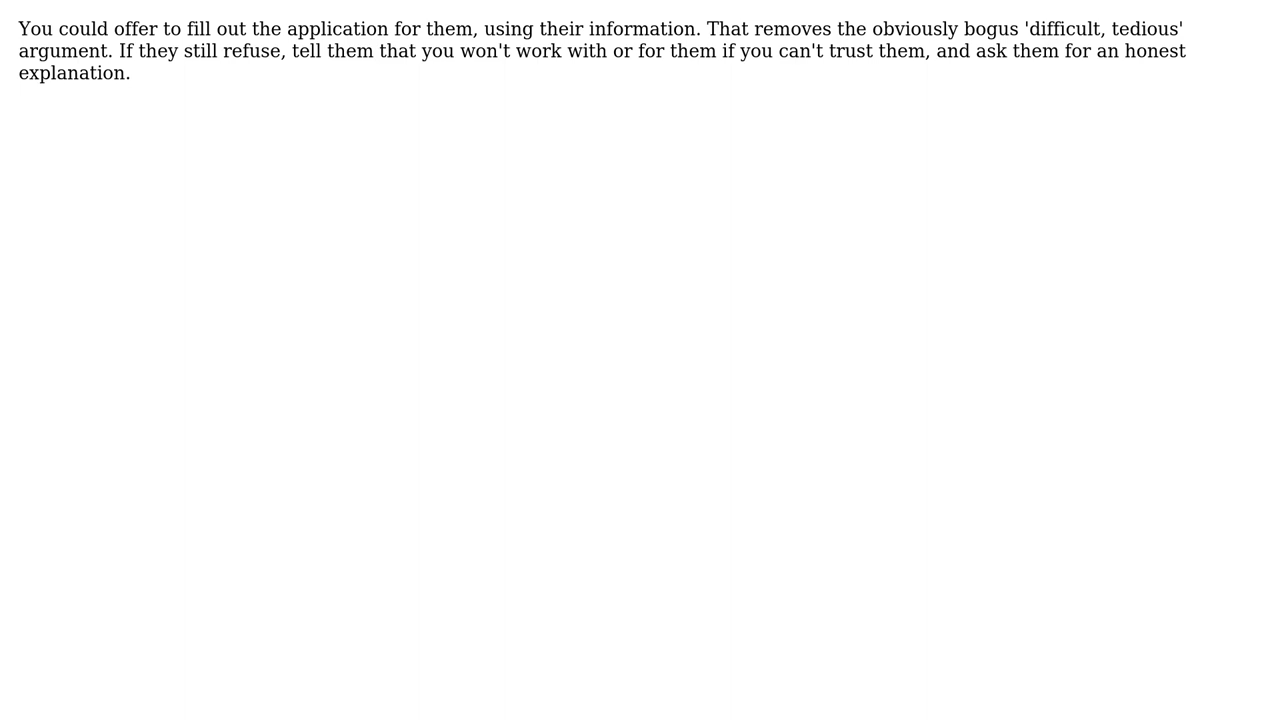 You could offer to fill out the application for them, using their information. That removes the obviously bogus 'difficult, tedious'
argument. If they still refuse, tell them that you won't work with or for them if you can't trust them, and ask them for an honest
explanation.